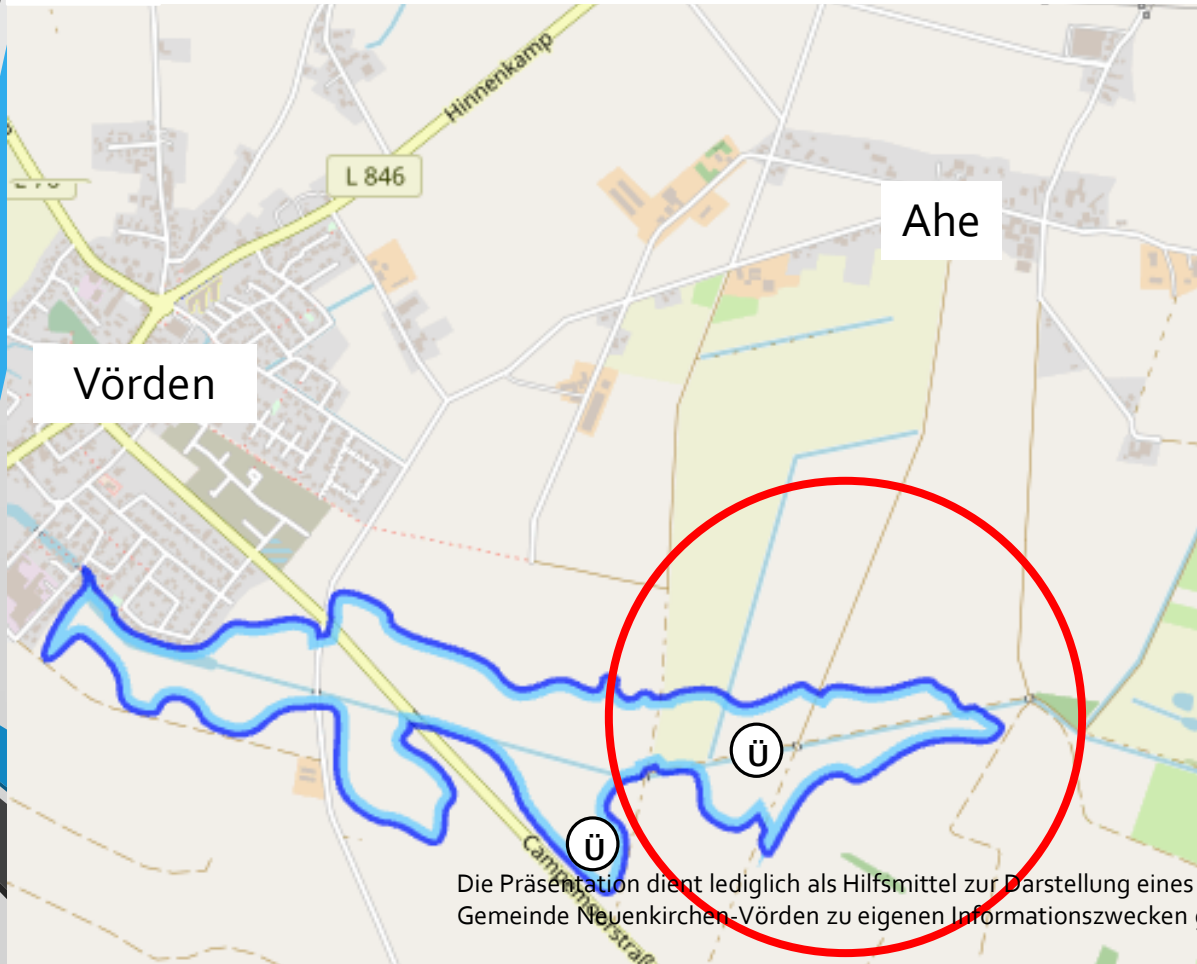 Hinnenkamp
L 846
Ahe
Vörden
Ü
Ü
Die Präsentation dient lediglich als Hilfsmittel zur Darstellung eines
Gemeinde Neuenkirchen-Vörden zu eigenen Informationszwecken